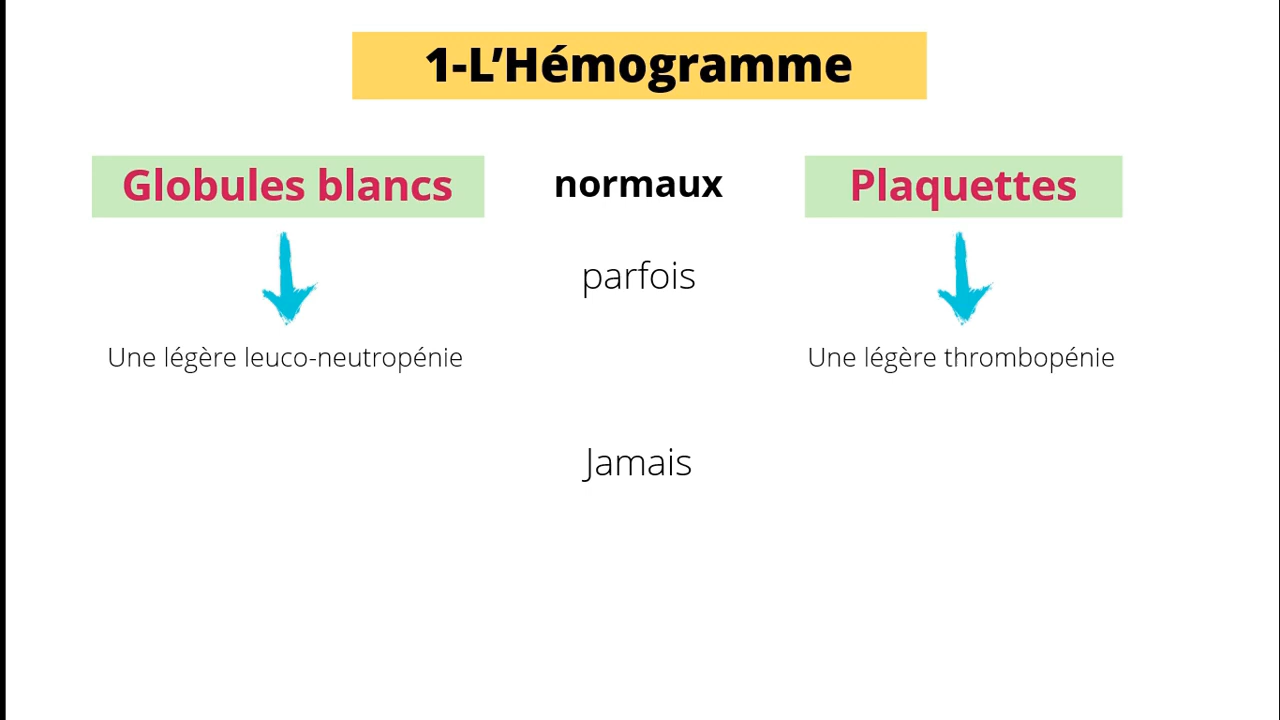 1-L’Hémogramme
Globules blancs
normaux
Plaquettes
parfois
Une légère leuco-neutropénie
Une légère thrombopénie
Jamais